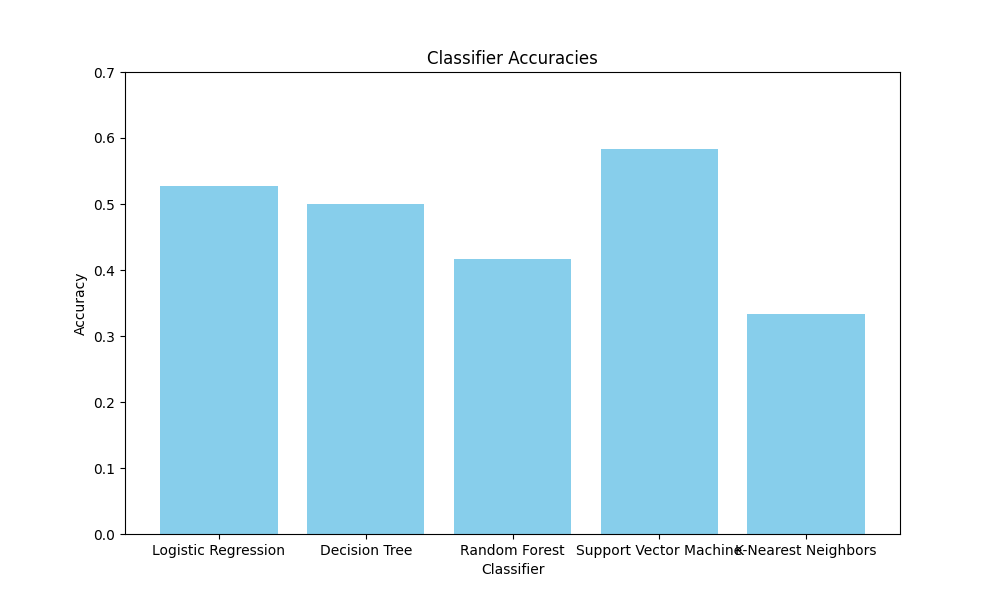 Classifier Accuracies
0.7
0.6
0.5
0.4
0.3
0.2
0.1
0.0
Accuracy
Logistic Regression
Decision Tree
Random Forest
Support Vector Machine
K-Nearest Neighbors
Classifier